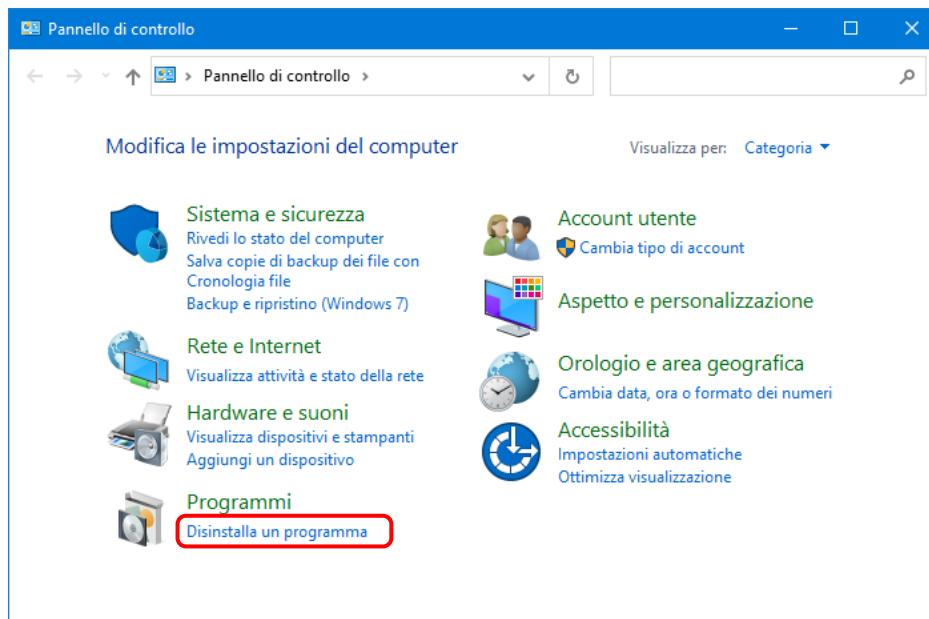 Pannello di controllo
Pannello di controllo
Modifica le impostazioni del computer
Visualizza per: Categoria
Sistema e sicurezza
Rivedi lo stato del computer
Salva copie di backup dei file con
Cronologia file
Backup e ripristino (Windows 7)
Rete e Internet
Visualizza attività e stato della rete
Hardware e suoni
Visualizza dispositivi e stampanti
Aggiungi un dispositivo
Programmi
Disinstalla un programma
Account utente
Cambia tipo di account
Aspetto e personalizzazione
Orologio e area geografica
Cambia data, ora o formato dei numeri
Accessibilità
Impostazioni automatiche
Ottimizza visualizzazione